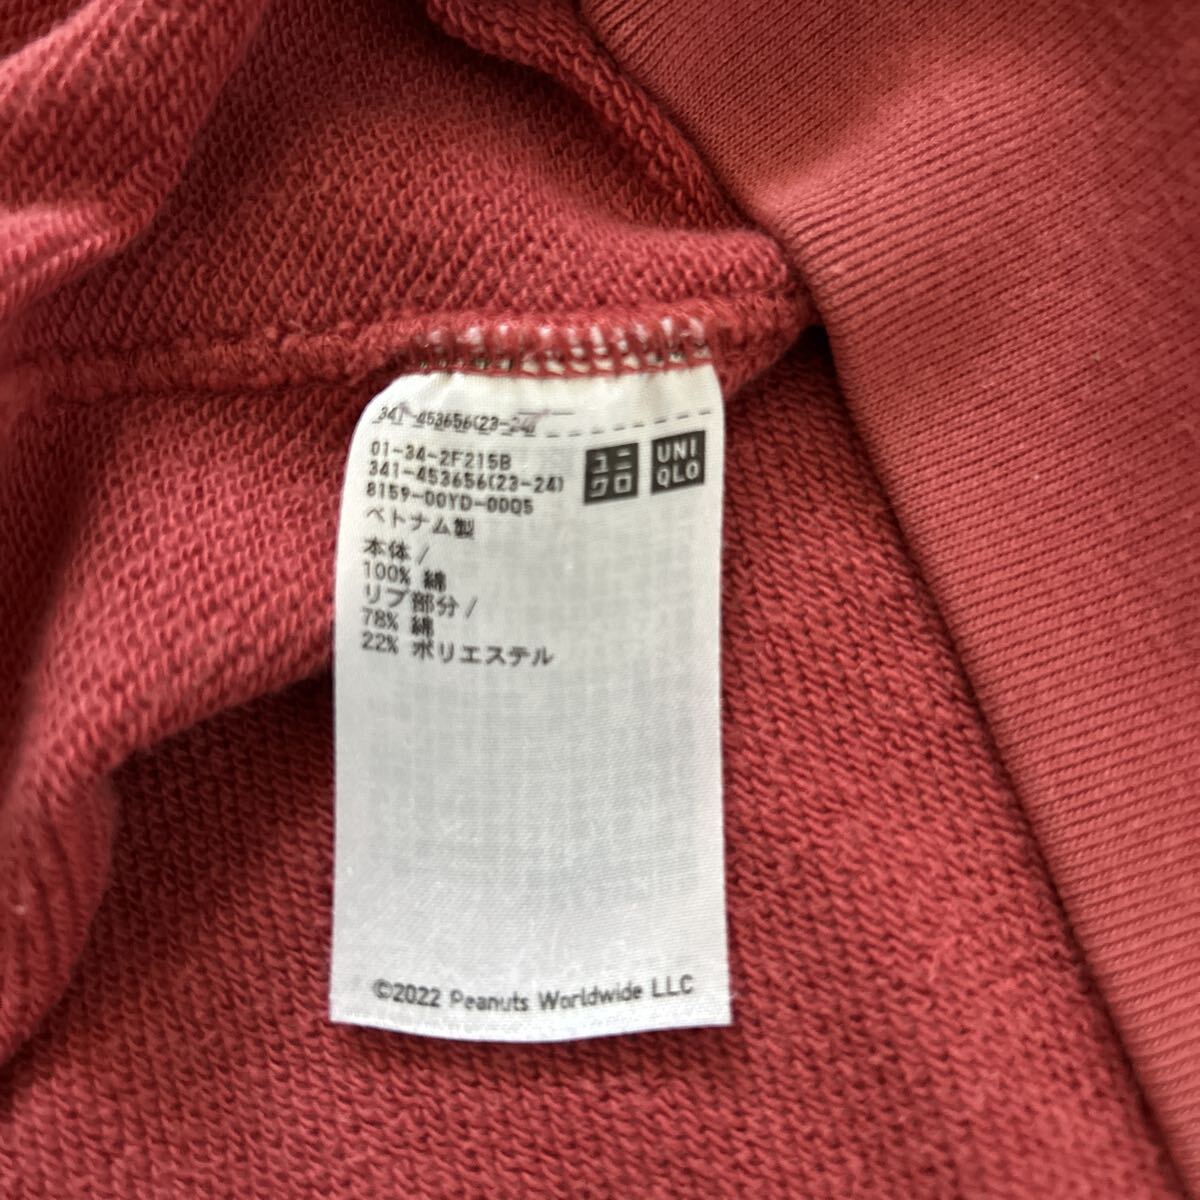 341-453656(23-24)
01-34-2F215B
341-453656(23-24)
8159-00YD-00Q5
ユニ
クロ
UNI
QLO
ベトナム製
本体/
100% 綿
リブ部分/
78% 綿
22% ポリエステル
©2022 Peanuts Worldwide LLC